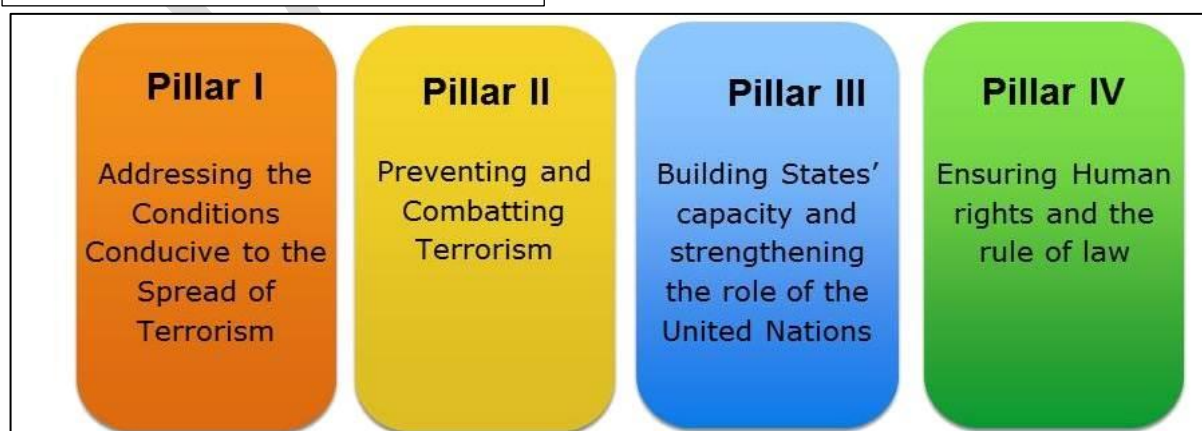 Pillar I
Addressing the
Conditions
Conducive to the
Spread of
Terrorism
Pillar II
Preventing and
Combatting
Terrorism
Pillar III
Building States’
capacity and
strengthening
the role of the
United Nations
Pillar IV
Ensuring Human
rights and the
rule of law